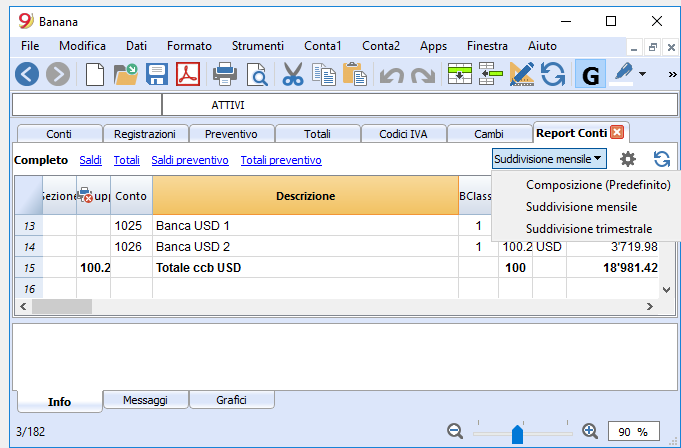 9 Banana
File Modifica Dati Formato Strumenti Conta1 Conta2 Apps Finestra Aiuto
G »
ATTIVI
Conti Registrazioni Preventivo Totali Codici IVA Cambi Report Conti
Completo Saldi Totali Saldi preventivo Totali preventivo Suddivisione mensile
Composizione (Predefinito)
Suddivisione mensile
Suddivisione trimestrale
Sezione upp Conto Descrizione BClass
13 1025 Banca USD 1 1
14 1026 Banca USD 2 1 100.2 USD 3'719.98
15 100.2 Totale ccb USD 100 18'981.42
16
Info Messaggi Grafici
3/182 90 %